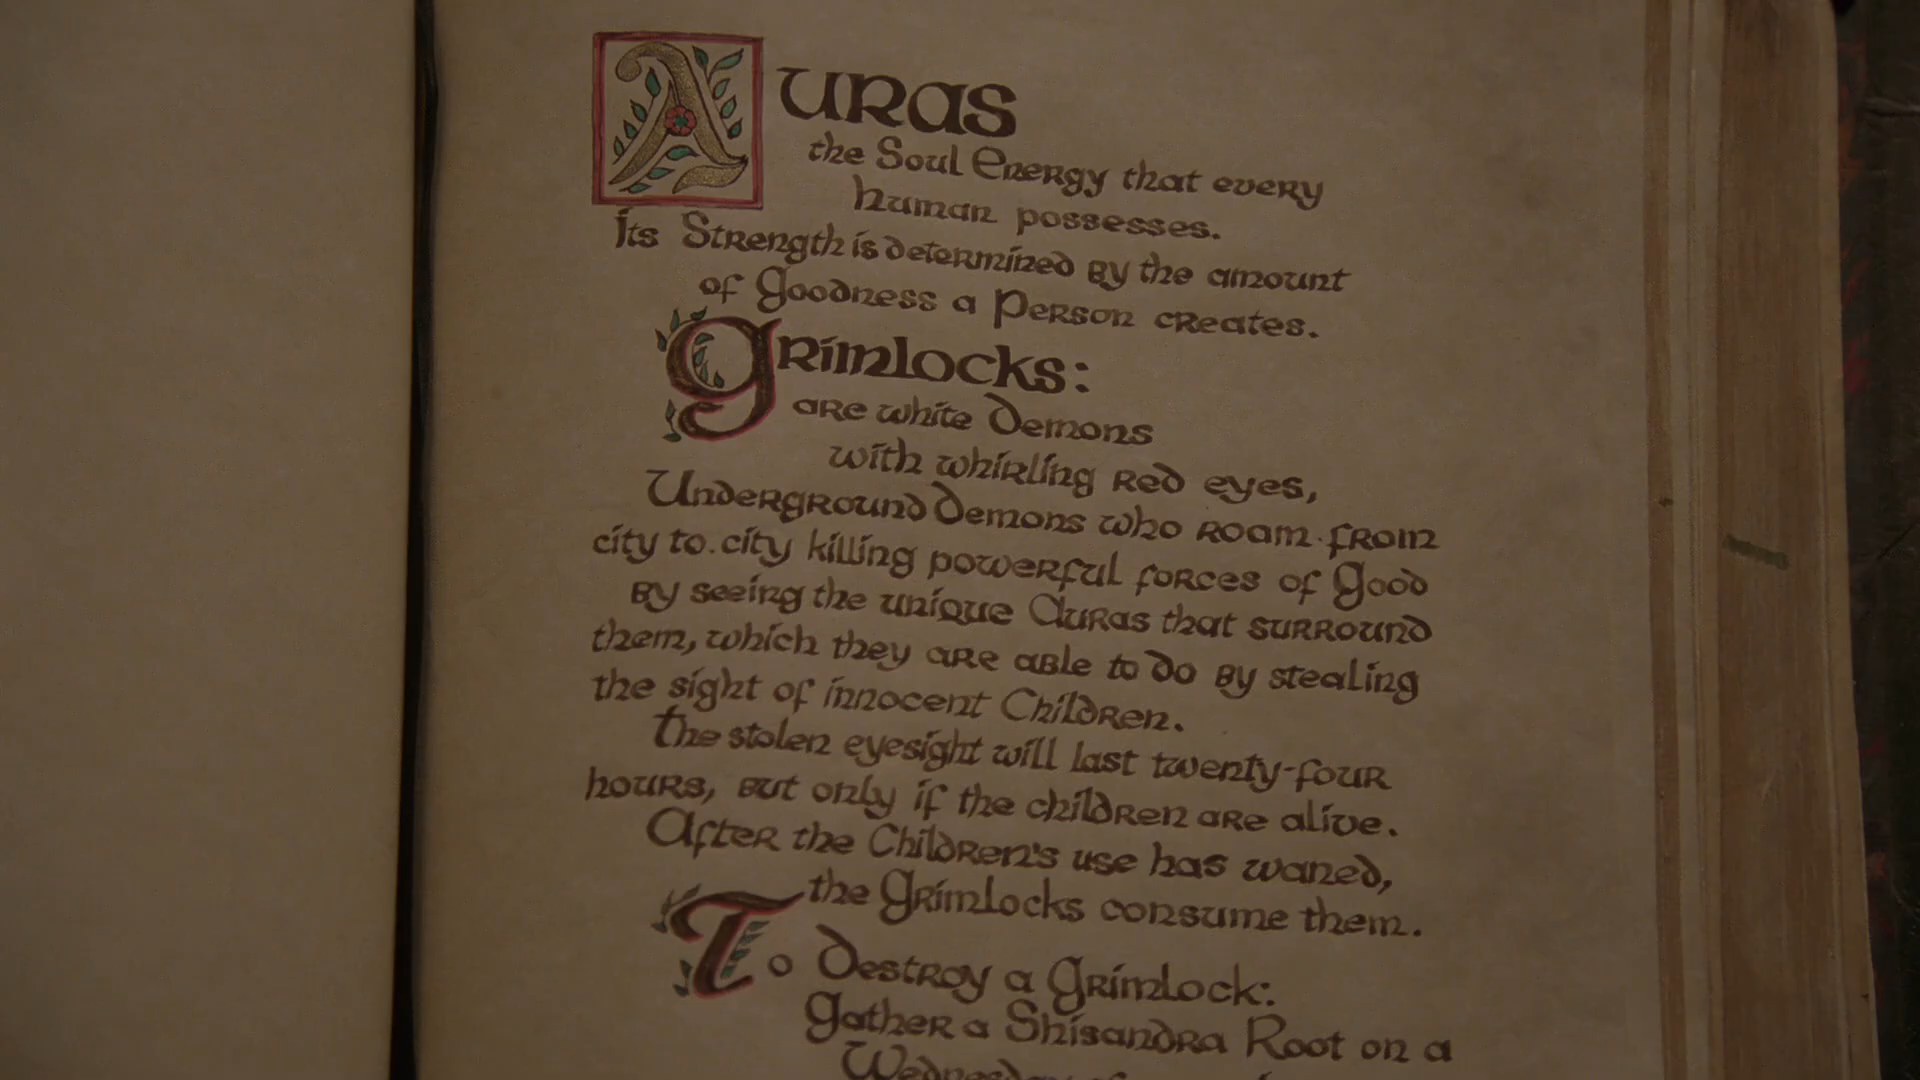 AURAS
the Soul Energy that every
human possesses.
Its Strength is determined by the amount
of Goodness a Person creates.
Grimlocks:
are white Demons
with whirling red eyes,
Underground Demons who roam from
city to city killing powerful forces of Good
By seeing the unique Auras that surround
them, which they are able to do by stealing
the sight of innocent Children.
The stolen eyesight will last twenty-four
hours, but only if the children are alive.
After the Children's use has waned,
the Grimlocks consume them.
To Destroy a Grimlock:
Gather a Shisandra Root on a